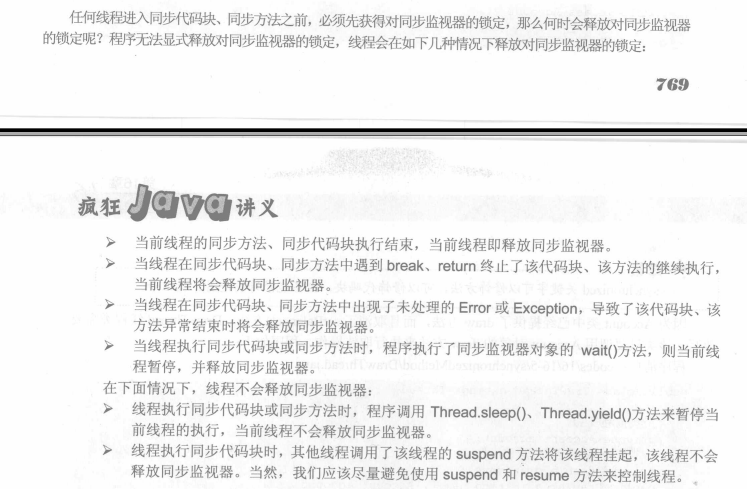 任何线程进入同步代码块、同步方法之前，必须先获得对同步监视器的锁定，那么何时会释放对同步监视器
的锁定呢？程序无法显式释放对同步监视器的锁定，线程会在如下几种情况下释放对同步监视器的锁定：
769
疯狂Java讲义
➢ 当前线程的同步方法、同步代码块执行结束，当前线程即释放同步监视器。
➢ 当线程在同步代码块、同步方法中遇到 break、return 终止了该代码块、该方法的继续执行，
当前线程将会释放同步监视器。
➢ 当线程在同步代码块、同步方法中出现了未处理的 Error 或 Exception，导致了该代码块、该
方法异常结束时将会释放同步监视器。
➢ 当线程执行同步代码块或同步方法时，程序执行了同步监视器对象的 wait()方法，则当前线
程暂停，并释放同步监视器。
在下面情况下，线程不会释放同步监视器：
➢ 线程执行同步代码块或同步方法时，程序调用 Thread.sleep()、Thread.yield()方法来暂停当
前线程的执行，当前线程不会释放同步监视器。
➢ 线程执行同步代码块时，其他线程调用了该线程的 suspend 方法将该线程挂起，该线程不会
释放同步监视器。当然，我们应该尽量避免使用 suspend 和 resume 方法来控制线程。